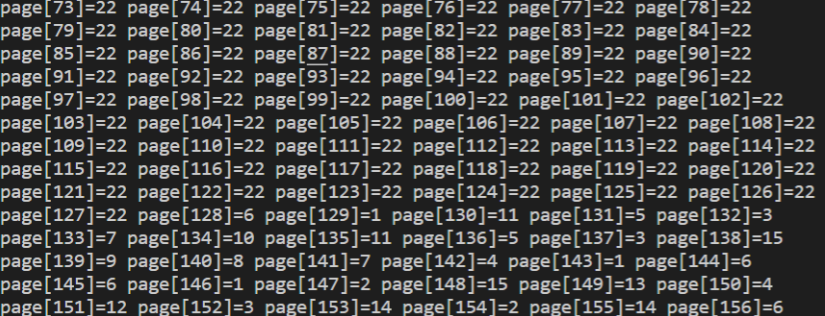 page[73]=22 page[74]=22 page[75]=22 page[76]=22 page[77]=22 page[78]=22
page[79]=22 page[80]=22 page[81]=22 page[82]=22 page[83]=22 page[84]=22
page[85]=22 page[86]=22 page[87]=22 page[88]=22 page[89]=22 page[90]=22
page[91]=22 page[92]=22 page[93]=22 page[94]=22 page[95]=22 page[96]=22
page[97]=22 page[98]=22 page[99]=22 page[100]=22 page[101]=22 page[102]=22
page[103]=22 page[104]=22 page[105]=22 page[106]=22 page[107]=22 page[108]=22
page[109]=22 page[110]=22 page[111]=22 page[112]=22 page[113]=22 page[114]=22
page[115]=22 page[116]=22 page[117]=22 page[118]=22 page[119]=22 page[120]=22
page[121]=22 page[122]=22 page[123]=22 page[124]=22 page[125]=22 page[126]=22
page[127]=22 page[128]=6 page[129]=1 page[130]=11 page[131]=5 page[132]=3
page[133]=7 page[134]=10 page[135]=11 page[136]=5 page[137]=3 page[138]=15
page[139]=9 page[140]=8 page[141]=7 page[142]=4 page[143]=1 page[144]=6
page[145]=6 page[146]=1 page[147]=2 page[148]=15 page[149]=13 page[150]=4
page[151]=12 page[152]=3 page[153]=14 page[154]=2 page[155]=14 page[156]=6